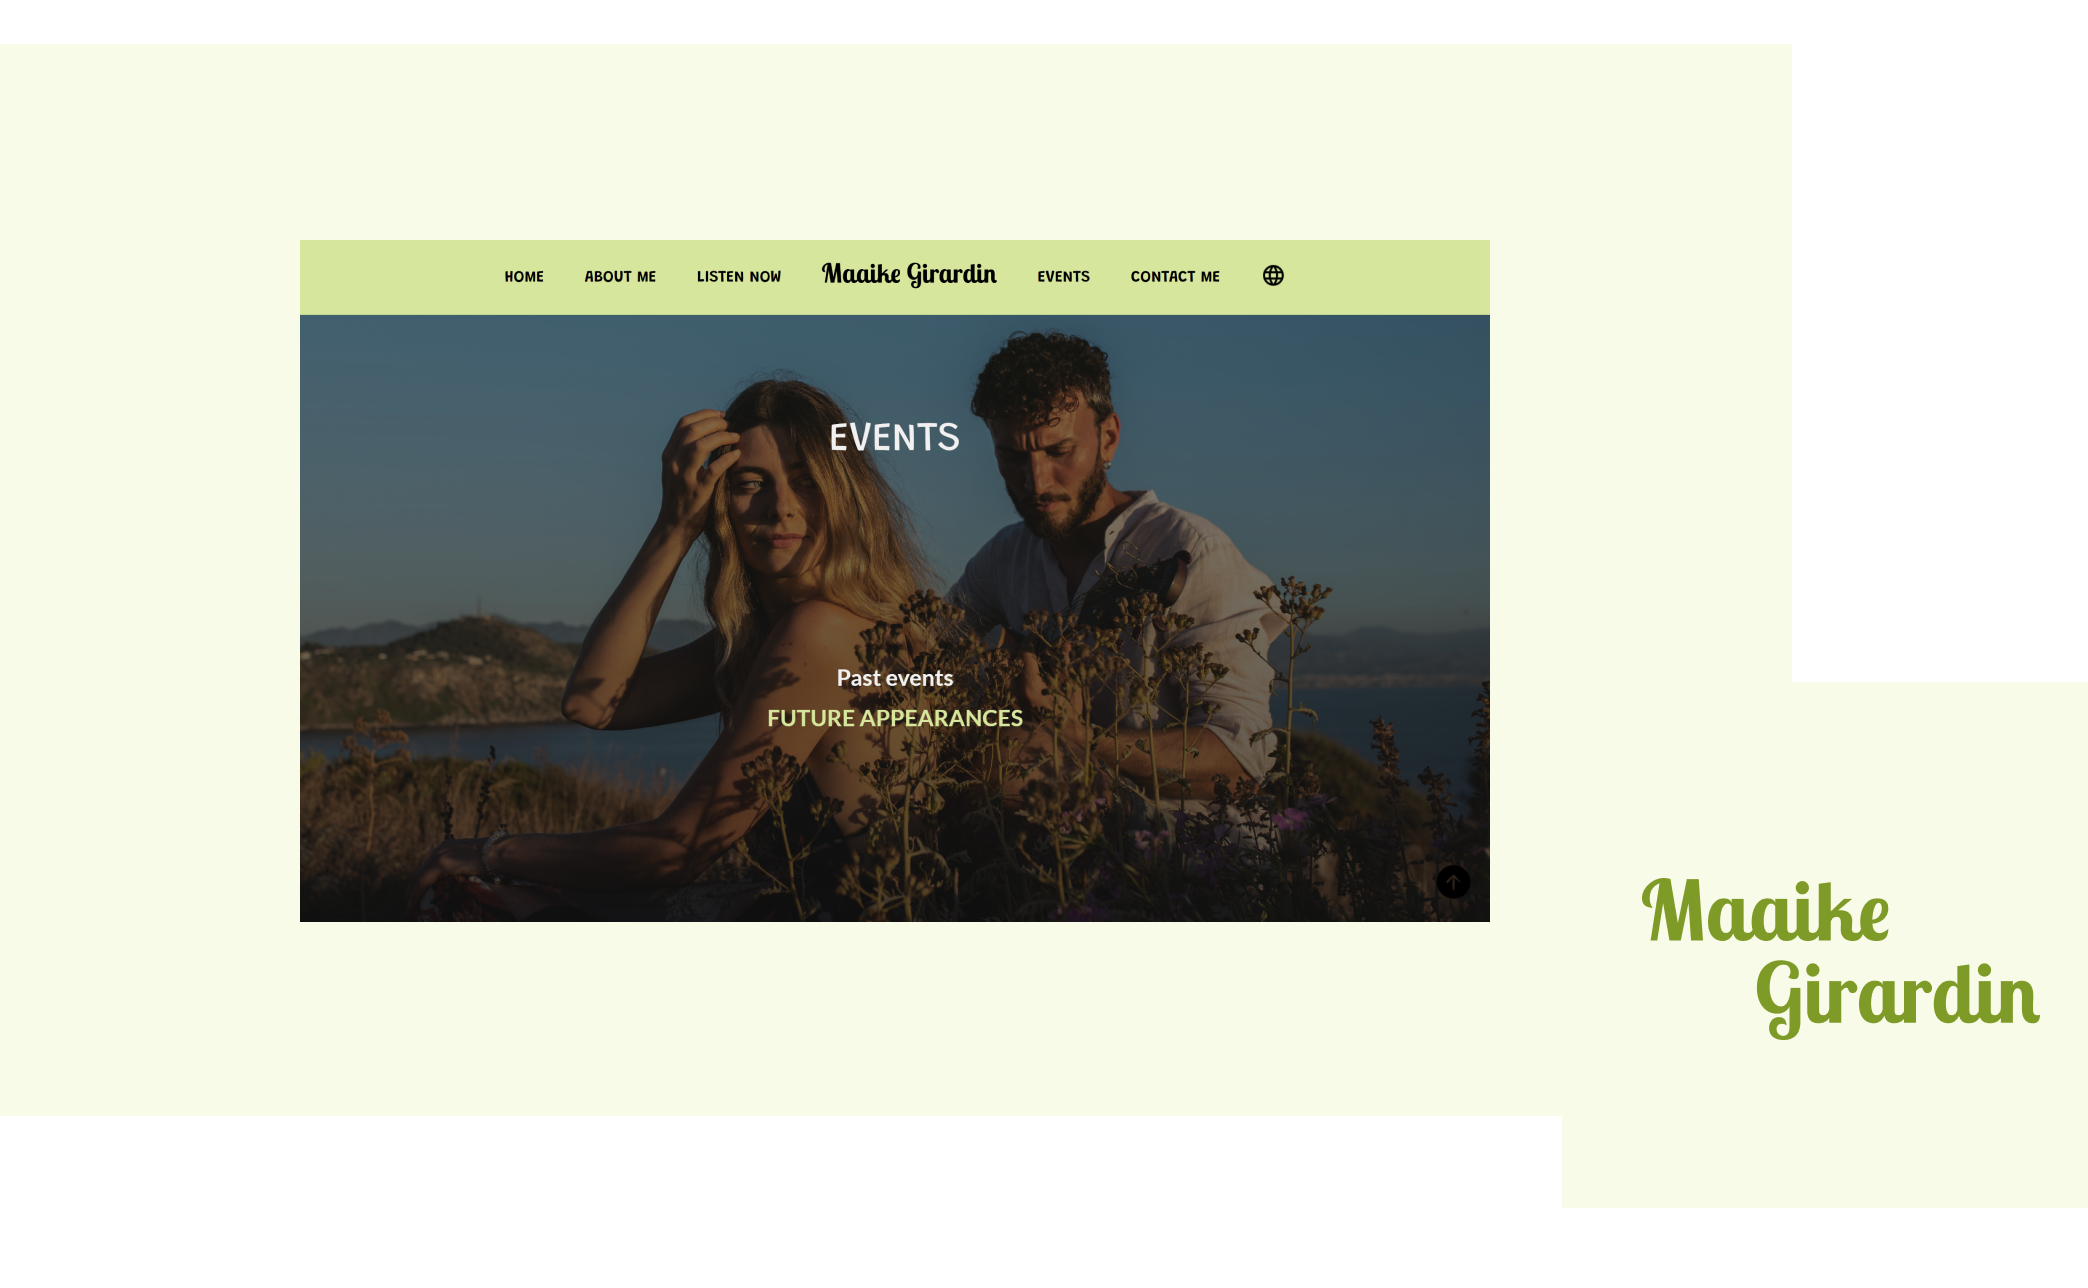 HOME ABOUT ME LISTEN NOW Maaike Girardin EVENTS CONTACT ME
EVENTS
Past events
FUTURE APPEARANCES
Maaike
Girardin